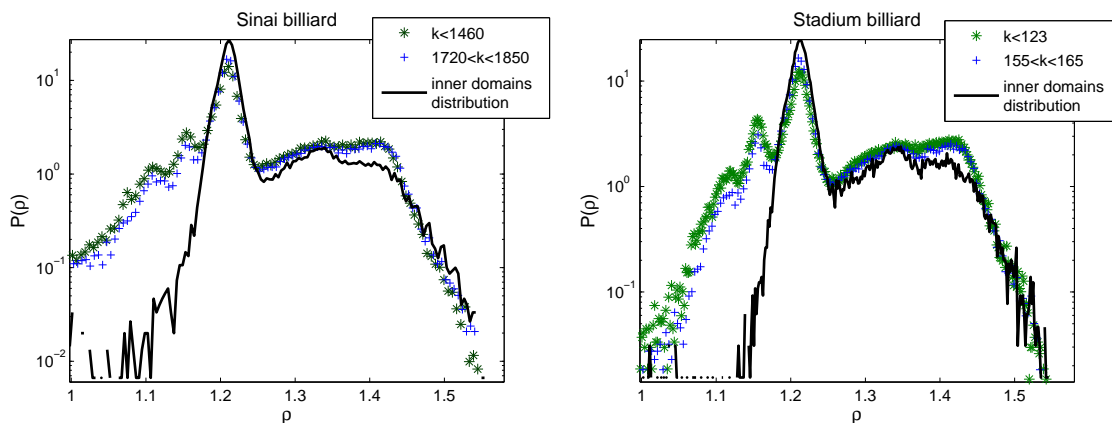 Sinai billiard
k<1460
1720<k<1850
inner domains
distribution
P(ρ)
10^1
10^0
10^-1
10^-2
1
1.1
1.2
1.3
1.4
1.5
ρ
Stadium billiard
k<123
155<k<165
inner domains
distribution
P(ρ)
10^1
10^0
10^-1
1
1.1
1.2
1.3
1.4
1.5
ρ